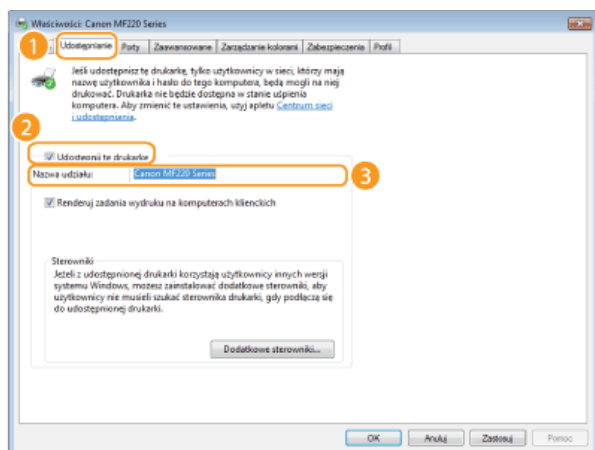 Właściwości: Canon MF220 Series
1
Udostępnianie Porty Zaawansowane Zarządzanie kolorami Zabezpieczenia Profil
Jeśli udostępnisz tę drukarkę, tylko użytkownicy w sieci, którzy mają
nazwę użytkownika i hasło do tego komputera, będą mogli na niej
drukować. Drukarka nie będzie dostępna w stanie uśpienia
komputera. Aby zmienić te ustawienia, użyj apletu Centrum sieci
i udostępniania.
2
Udostępnij tę drukarkę
Nazwa udziału: Canon MF220 Series
3
Renderuj zadania wydruku na komputerach klienckich
Sterowniki
Jeżeli z udostępnionej drukarki korzystają użytkownicy innych wersji
systemu Windows, możesz zainstalować dodatkowe sterowniki, aby
użytkownicy nie musieli szukać sterownika drukarki, gdy podłączą się
do udostępnionej drukarki.
Dodatkowe sterowniki...
OK Anuluj Zastosuj Pomoc